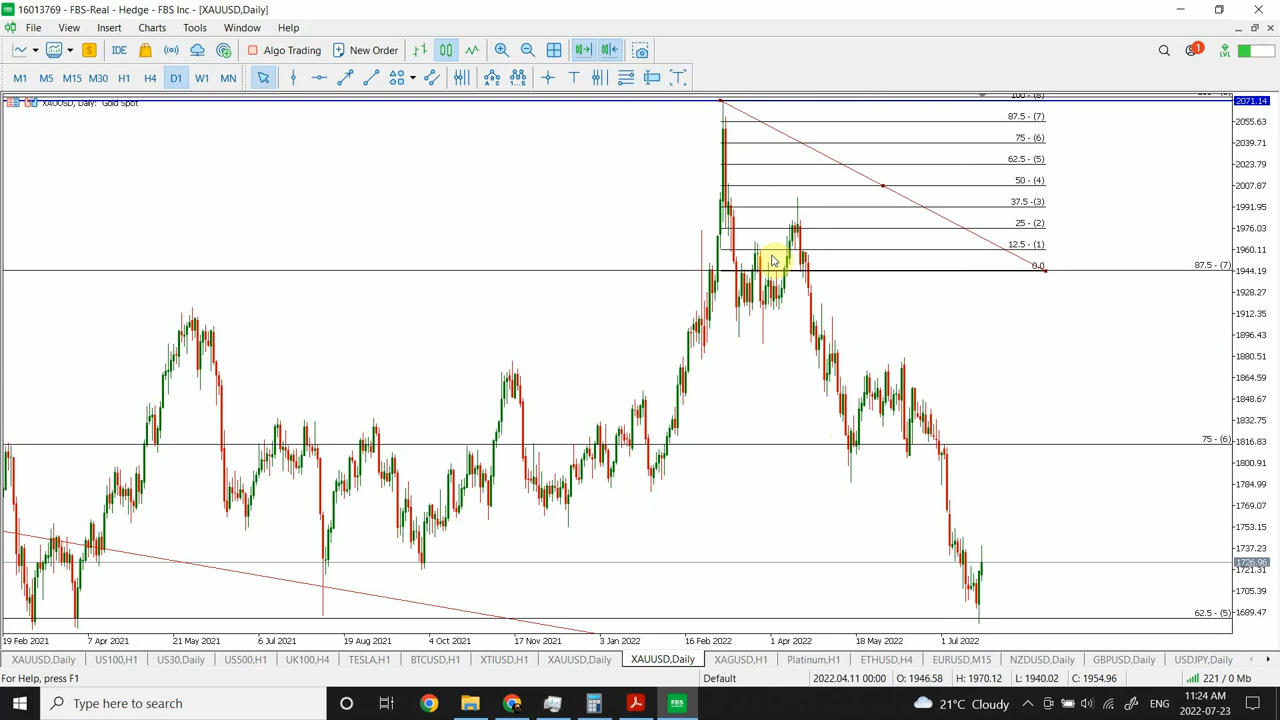 16013769 - FBS-Real - Hedge - FBS Inc - [XAUUSD,Daily]
File View Insert Charts Tools Window Help
IDE Algo Trading New Order 1 LVL
M1 M5 M15 M30 H1 H4 D1 W1 MN
XAUUSD, Daily: Gold Spot
100 - (8)
2071.14
87.5 - (7)
2055.63
75 - (6)
2039.71
62.5 - (5)
2023.79
50 - (4)
2007.87
37.5 - (3)
1991.95
25 - (2)
1976.03
12.5 - (1)
1960.11
0.0
87.5 - (7)
1944.19
1928.27
1912.35
1896.43
1880.51
1864.59
1848.67
1832.75
75 - (6)
1816.83
1800.91
1784.99
1769.07
1753.15
1737.23
1721.31
1705.39
62.5 - (5)
1689.47
19 Feb 2021 7 Apr 2021 21 May 2021 6 Jul 2021 19 Aug 2021 4 Oct 2021 17 Nov 2021 3 Jan 2022 16 Feb 2022 1 Apr 2022 18 May 2022 1 Jul 2022
XAUUSD,Daily US100,H1 US30,Daily US500,H1 UK100,H4 TESLA,H1 BTCUSD,H1 XTIUSD,H1 XAUUSD,Daily XAUUSD,Daily XAGUSD,H1 Platinum,H1 ETHUSD,H4 EURUSD,M15 NZDUSD,Daily GBPUSD,Daily USDJPY,Daily
For Help, press F1 Default 2022.04.11 00:00 O: 1946.58 H: 1970.12 L: 1940.02 C: 1954.96 221 / 0 Mb
Type here to search FBS 21°C Cloudy ENG 11:24 AM
2022-07-23